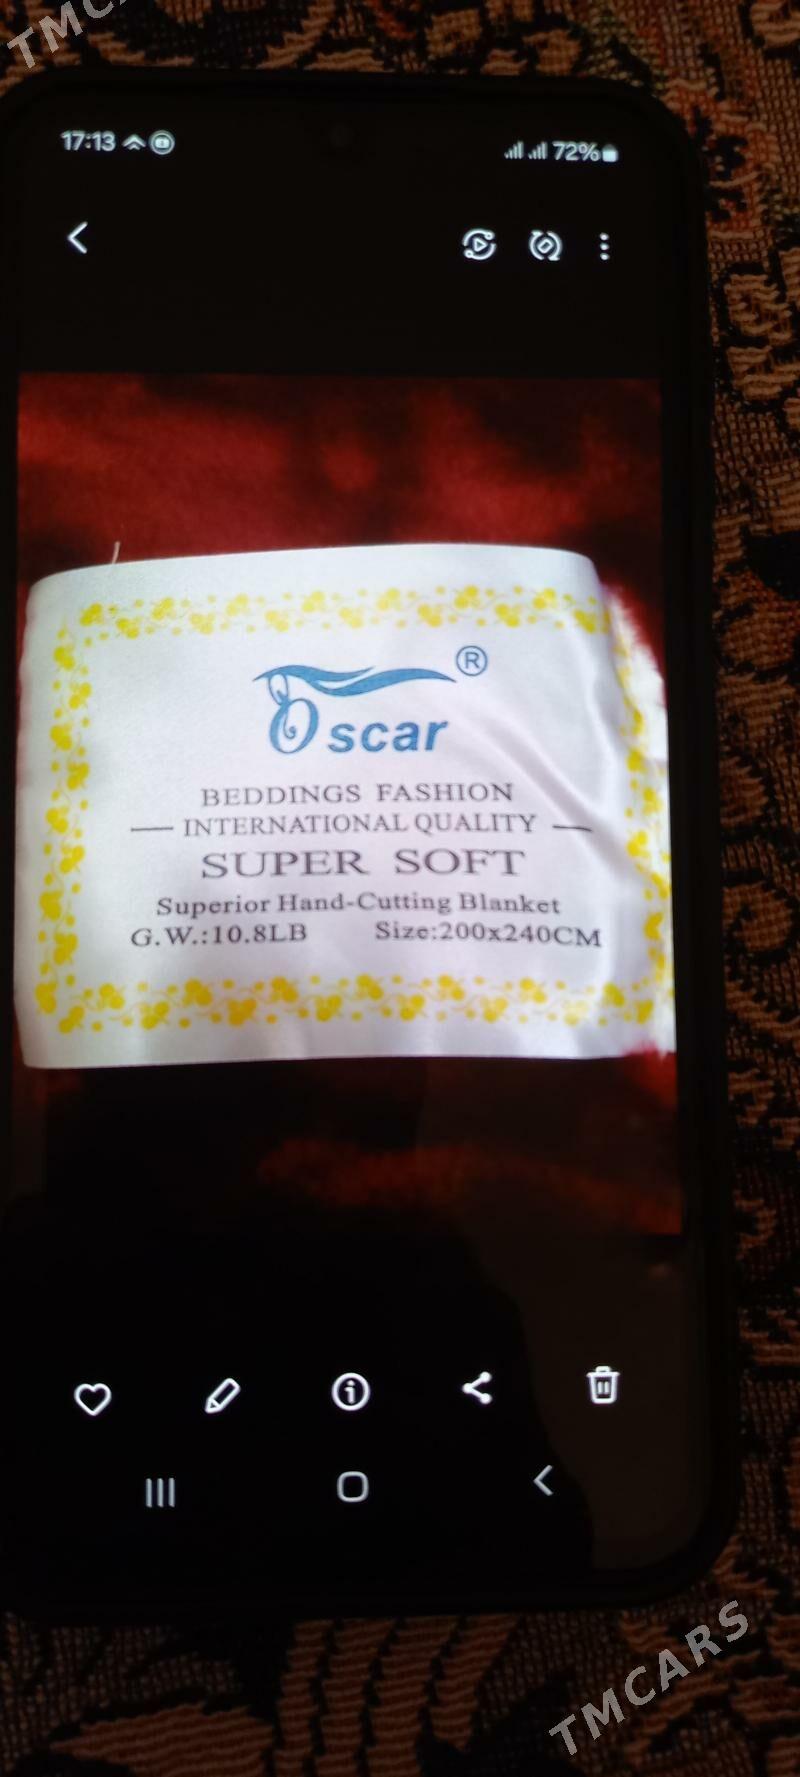 TMCA
17:13
72%
®
Oscar
BEDDINGS FASHION
INTERNATIONAL QUALITY
SUPER SOFT
Superior Hand-Cutting Blanket
G.W.:10.8LB Size:200x240CM
TMCARS